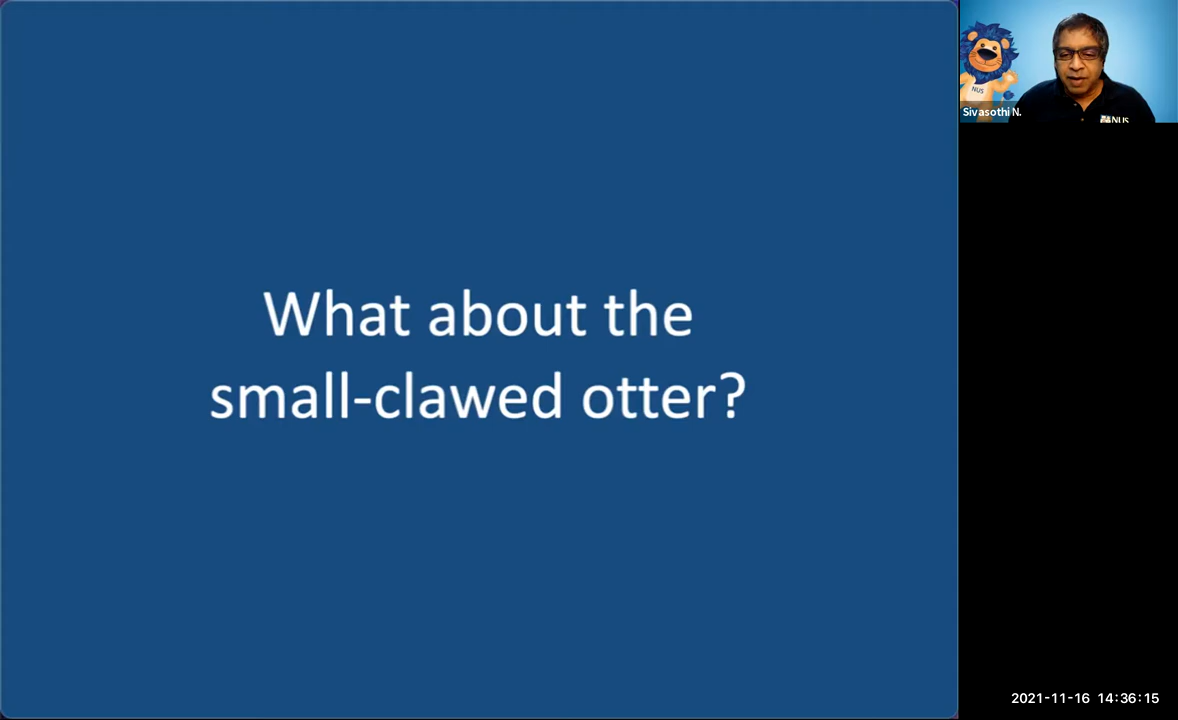 What about the
small-clawed otter?
NUS
Sivasothi N.
NUS
2021-11-16 14:36:15